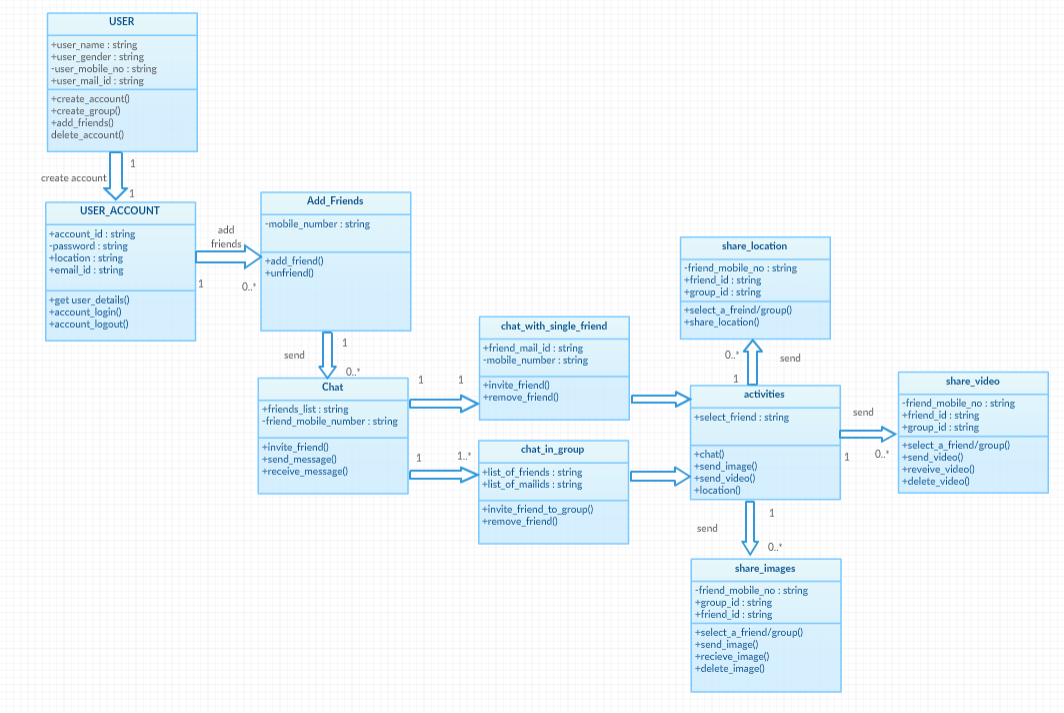 USER
+user_name : string
+user_gender : string
-user_mobile_no : string
+user_mail_id : string
+create_account()
+create_group()
+add_friends()
delete_account()
1
create account
1
USER_ACCOUNT
+account_id : string
-password : string
+location : string
+email_id : string
+get user_details()
+account_login()
+account_logout()
add
friends
1
0..*
Add_Friends
-mobile_number : string
+add_friend()
+unfriend()
send
1
0..*
Chat
+friends_list : string
-friend_mobile_number : string
+invite_friend()
+send_message()
+receive_message()
1
1
1
1..*
chat_with_single_friend
+friend_mail_id : string
-mobile_number : string
+invite_friend()
+remove_friend()
chat_in_group
+list_of_friends : string
+list_of_mailids : string
+invite_friend_to_group()
+remove_friend()
share_location
-friend_mobile_no : string
+friend_id : string
+group_id : string
+select_a_freind/group()
+share_location()
0..*
send
1
activities
+select_friend : string
+chat()
+send_image()
+send_video()
+location()
send
1
0..*
share_video
-friend_mobile_no : string
+friend_id : string
+group_id : string
+select_a_friend/group()
+send_video()
+reveive_video()
+delete_video()
1
send
0..*
share_images
-friend_mobile_no : string
+group_id : string
+friend_id : string
+select_a_friend/group()
+send_image()
+recieve_image()
+delete_image()